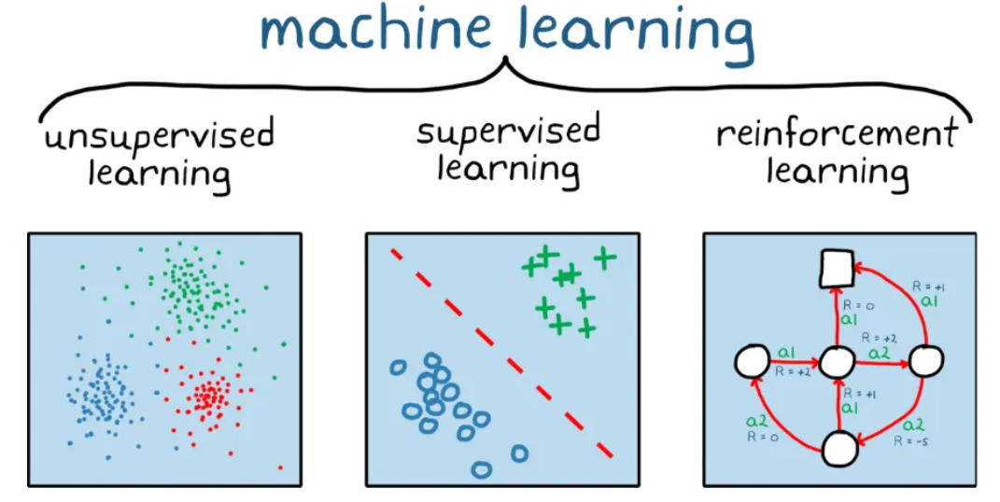 machine learning
unsupervised
learning
supervised
learning
reinforcement
learning
R = +1
a1
R = 0
a1
R = +2
a2
a1
R = +2
R = +1
a1
a2
R = 0
a2
R = -5